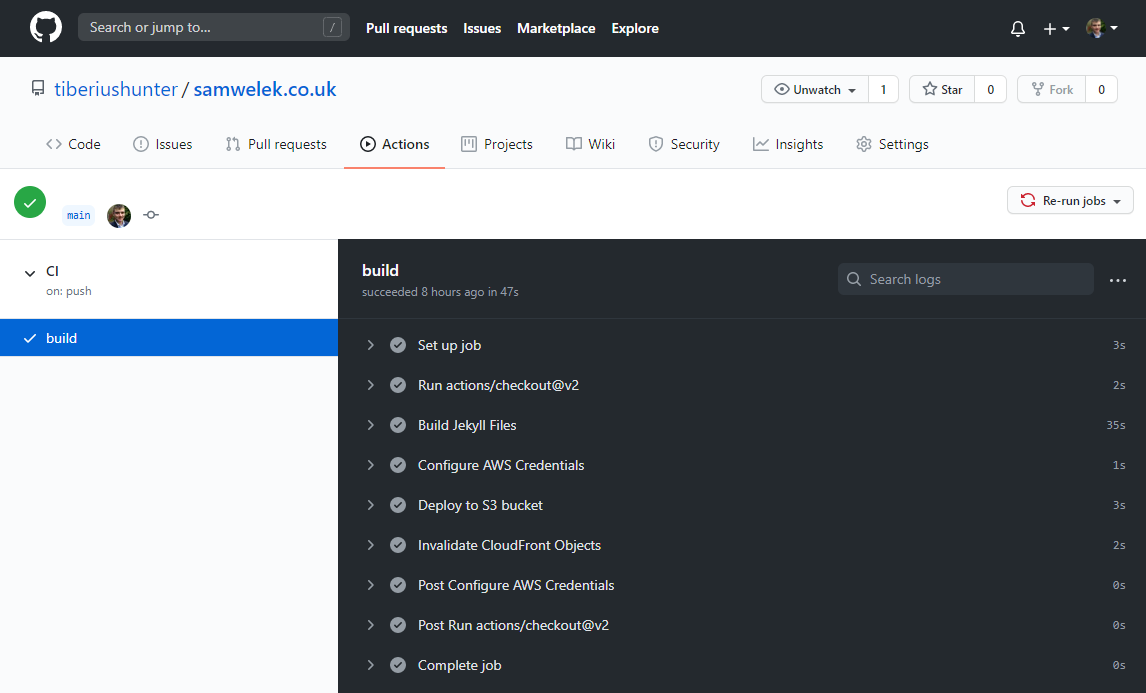 Search or jump to... / Pull requests Issues Marketplace Explore
tiberiushunter / samwelek.co.uk Unwatch 1 Star 0 Fork 0
Code Issues Pull requests Actions Projects Wiki Security Insights Settings
main Re-run jobs
CI
on: push
build
build
succeeded 8 hours ago in 47s
Search logs
Set up job 3s
Run actions/checkout@v2 2s
Build Jekyll Files 35s
Configure AWS Credentials 1s
Deploy to S3 bucket 3s
Invalidate CloudFront Objects 2s
Post Configure AWS Credentials 0s
Post Run actions/checkout@v2 0s
Complete job 0s